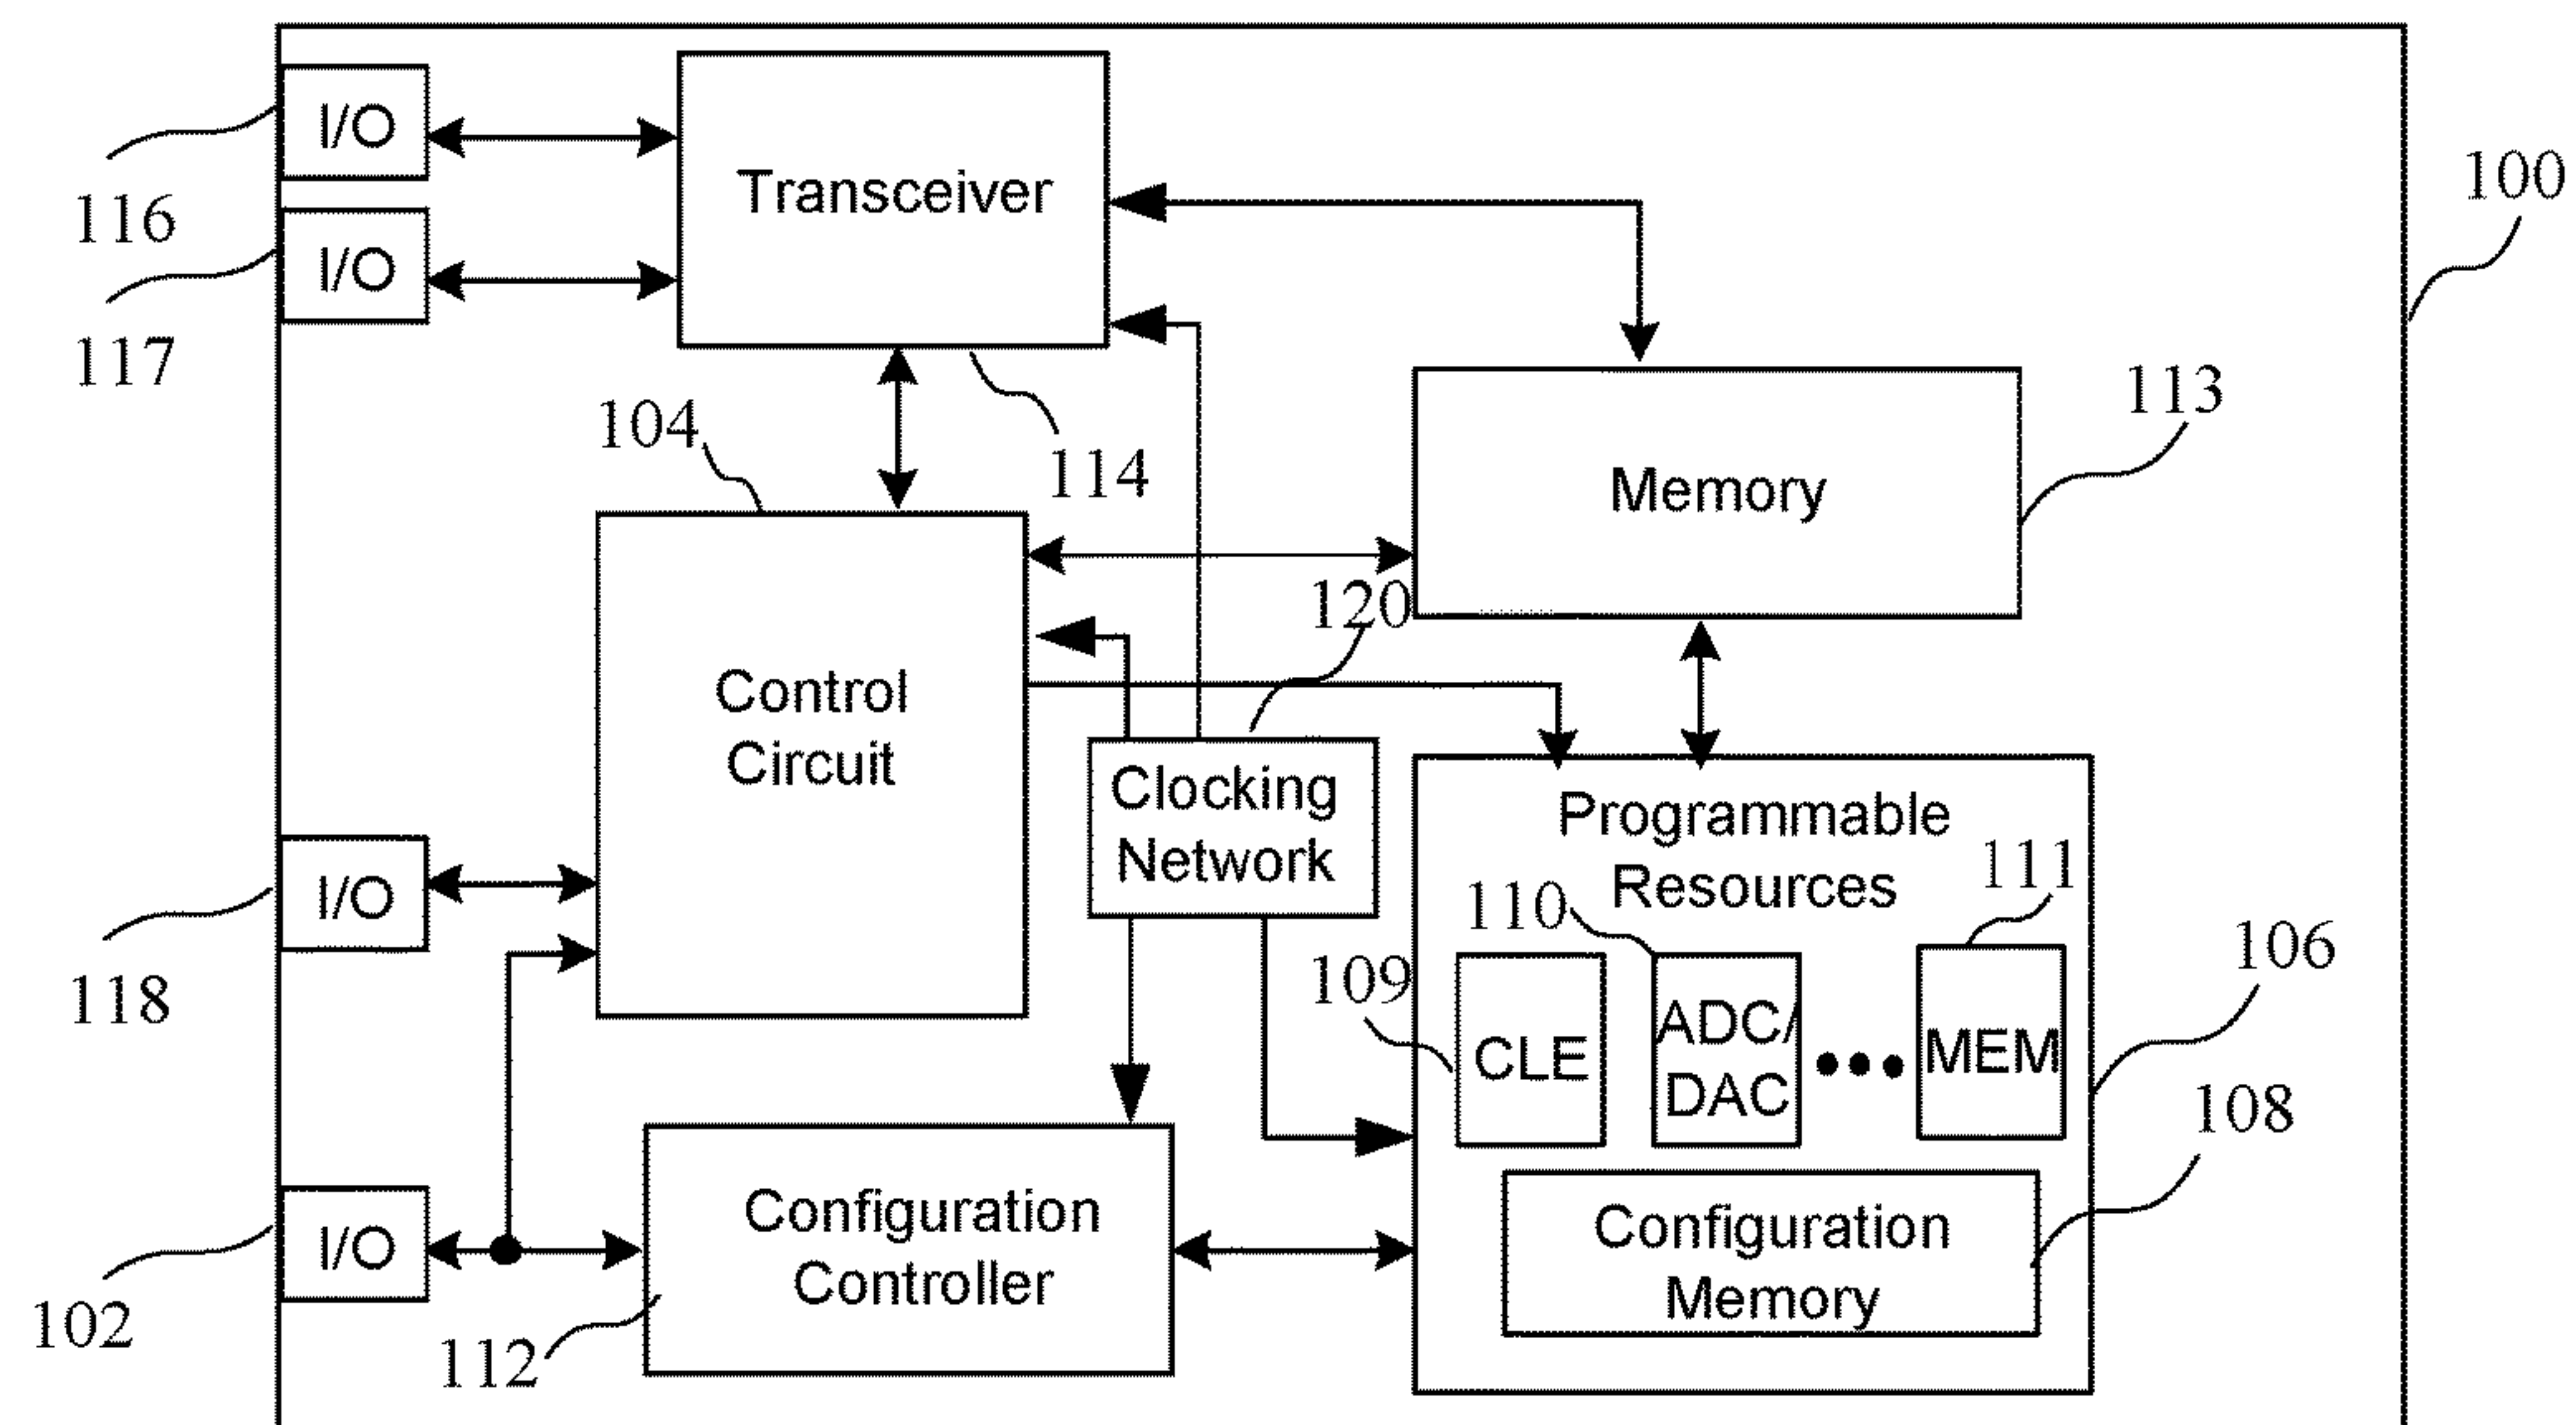 I/O
Transceiver
100
116
I/O
117
113
104
114
Memory
120
Control
Circuit
Clocking
Network
Programmable
Resources
111
110
I/O
106
118
109
CLE
ADC/
DAC
MEM
108
Configuration
Controller
Configuration
Memory
I/O
102
112